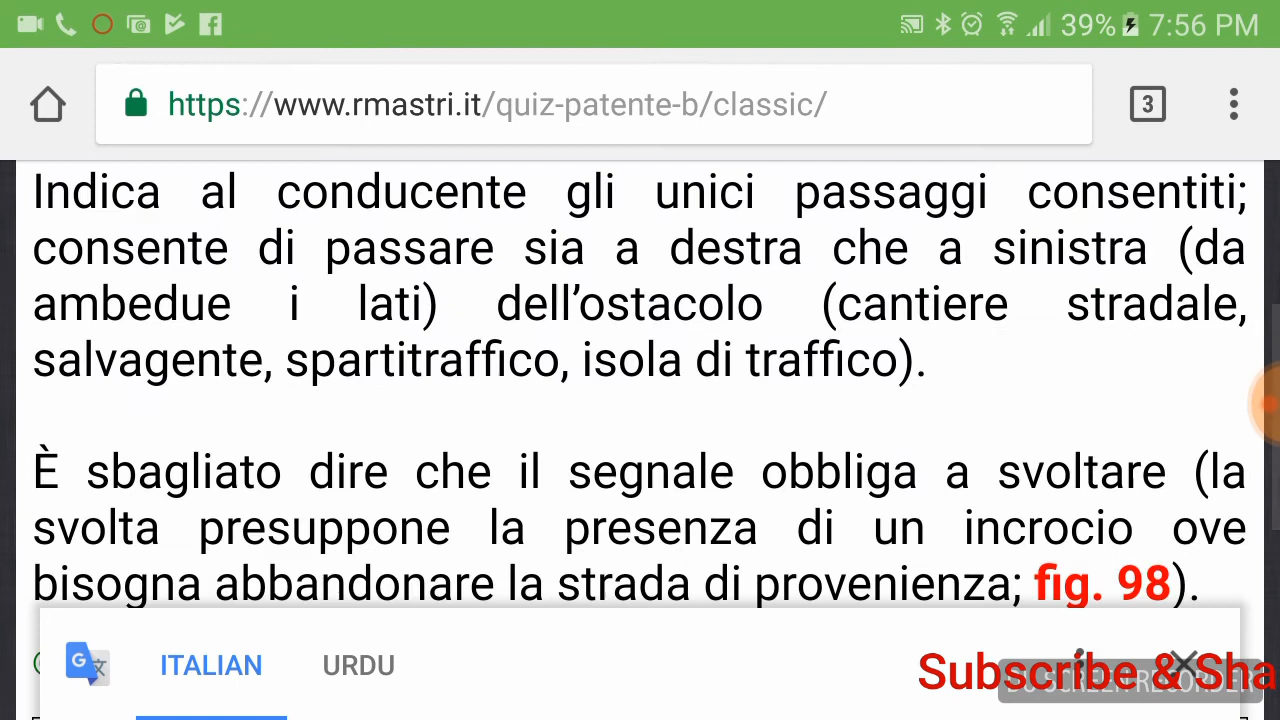 39% 7:56 PM
https://www.rmastri.it/quiz-patente-b/classic/
3
Indica al conducente gli unici passaggi consentiti;
consente di passare sia a destra che a sinistra (da
ambedue i lati) dell’ostacolo (cantiere stradale,
salvagente, spartitraffico, isola di traffico).
È sbagliato dire che il segnale obbliga a svoltare (la
svolta presuppone la presenza di un incrocio ove
bisogna abbandonare la strada di provenienza; fig. 98).
ITALIAN URDU
Subscribe & Sha
SCREEN RECORDER